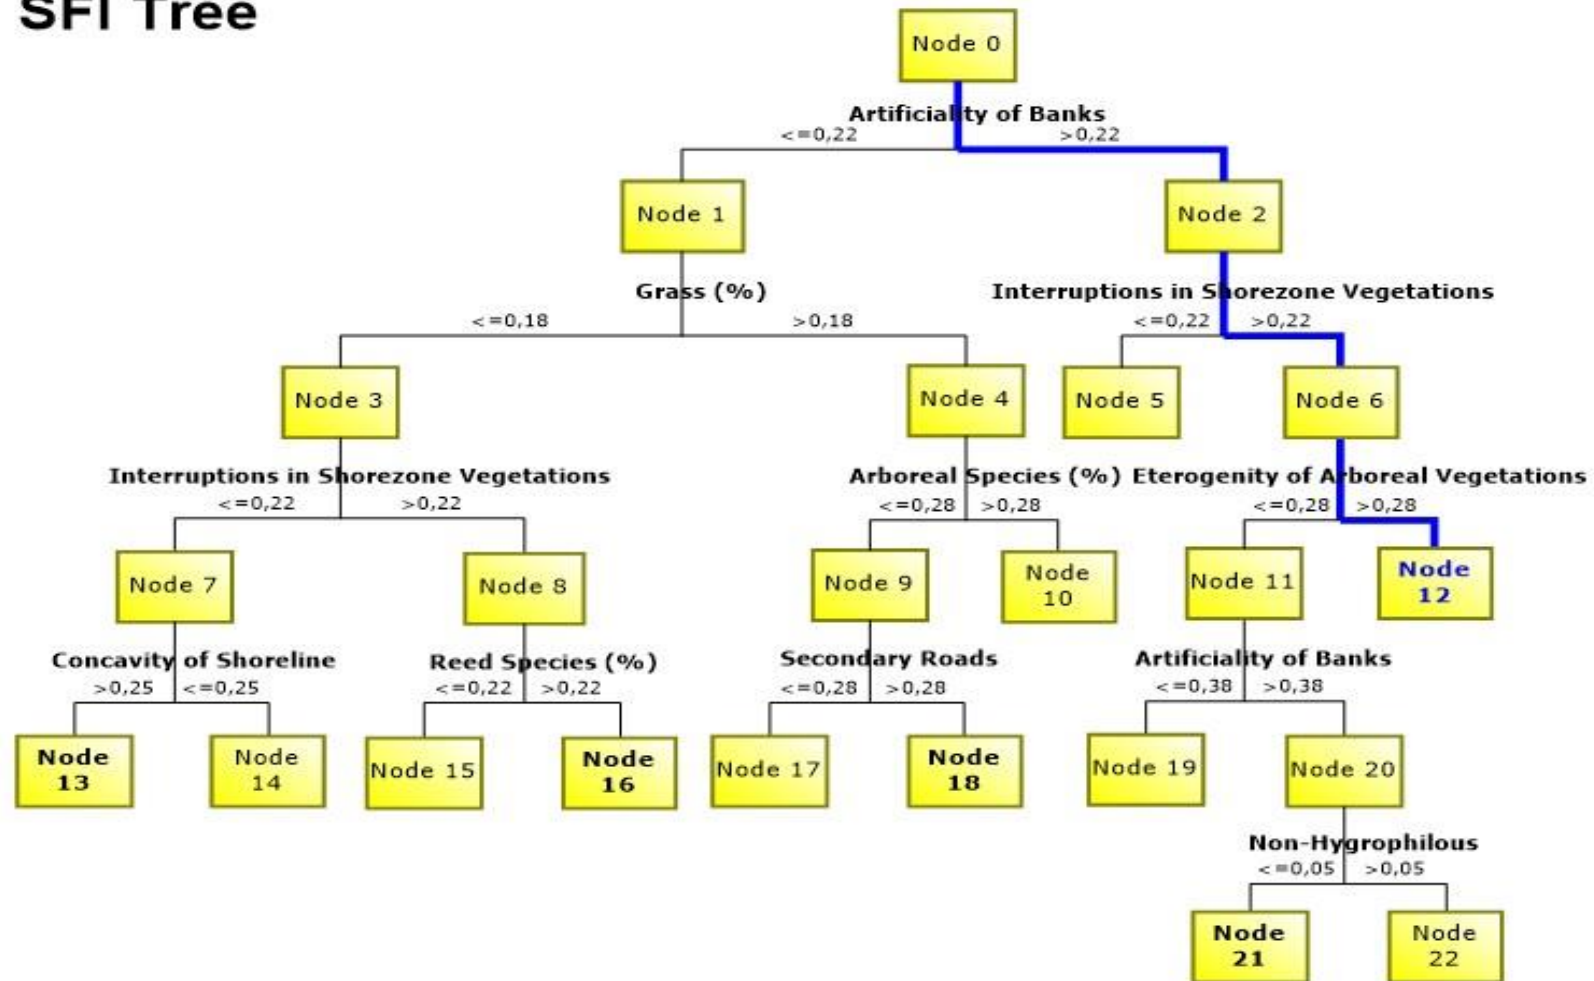 SFI Tree
Node 0
Artificiality of Banks
<=0,22 >0,22
Node 1 Node 2
Grass (%) Interruptions in Shorezone Vegetations
<=0,18 >0,18 <=0,22 >0,22
Node 3 Node 4 Node 5 Node 6
Interruptions in Shorezone Vegetations Arboreal Species (%) Eterogenity of Arboreal Vegetations
<=0,22 >0,22 <=0,28 >0,28 <=0,28 >0,28
Node 7 Node 8 Node 9 Node
10 Node 11 Node
12
Concavity of Shoreline Reed Species (%) Secondary Roads Artificiality of Banks
>0,25 <=0,25 <=0,22 >0,22 <=0,28 >0,28 <=0,38 >0,38
Node
13 Node
14 Node 15 Node
16 Node 17 Node
18 Node 19 Node 20
Non-Hygrophilous
<=0,05 >0,05
Node
21 Node
22